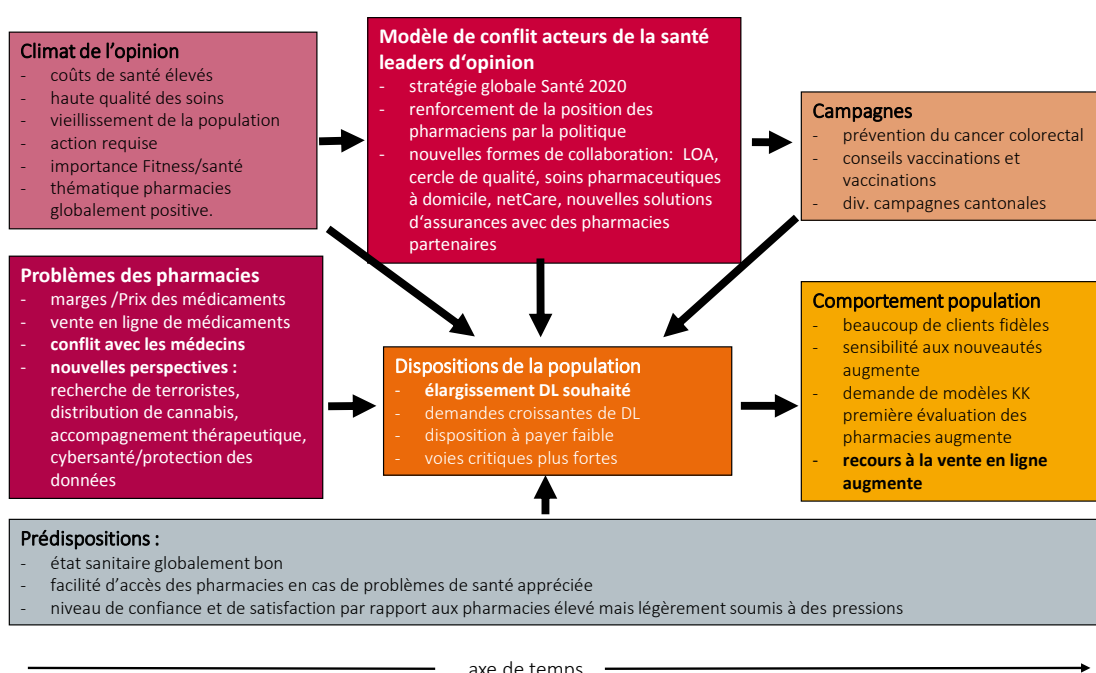 Climat de l'opinion
- coûts de santé élevés
- haute qualité des soins
- vieillissement de la population
- action requise
- importance Fitness/santé
- thématique pharmacies
globalement positive.
Modèle de conflit acteurs de la santé
leaders d'opinion
- stratégie globale Santé 2020
- renforcement de la position des
pharmaciens par la politique
- nouvelles formes de collaboration: LOA,
cercle de qualité, soins pharmaceutiques
à domicile, netCare, nouvelles solutions
d'assurances avec des pharmacies
partenaires
Campagnes
- prévention du cancer colorectal
- conseils vaccinations et
vaccinations
- div. campagnes cantonales
Problèmes des pharmacies
- marges /Prix des médicaments
- vente en ligne de médicaments
- conflit avec les médecins
- nouvelles perspectives :
recherche de terroristes,
distribution de cannabis,
accompagnement thérapeutique,
cybersanté/protection des
données
Dispositions de la population
- élargissement DL souhaité
- demandes croissantes de DL
- disposition à payer faible
- voies critiques plus fortes
Comportement population
- beaucoup de clients fidèles
- sensibilité aux nouveautés
augmente
- demande de modèles KK
première évaluation des
pharmacies augmente
- recours à la vente en ligne
augmente
Prédispositions :
- état sanitaire globalement bon
- facilité d'accès des pharmacies en cas de problèmes de santé appréciée
- niveau de confiance et de satisfaction par rapport aux pharmacies élevé mais légèrement soumis à des pressions
axe de temps